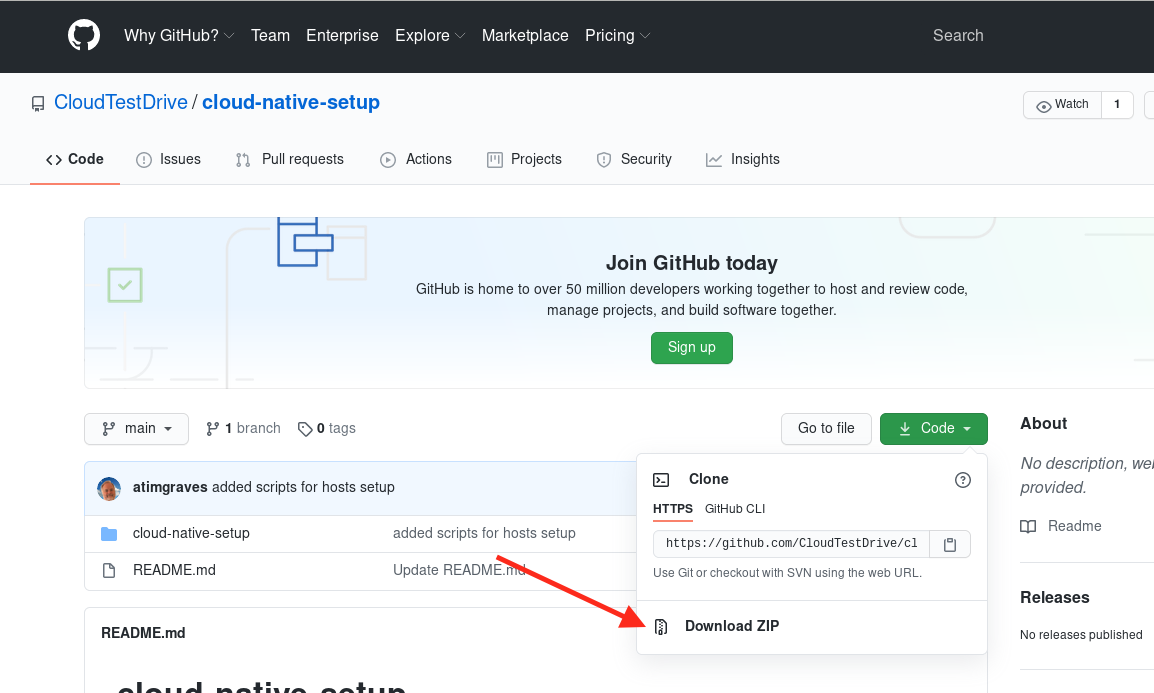 Why GitHub? Team Enterprise Explore Marketplace Pricing Search
CloudTestDrive / cloud-native-setup
Watch 1
Code Issues Pull requests Actions Projects Security Insights
Join GitHub today
GitHub is home to over 50 million developers working together to host and review code,
manage projects, and build software together.
Sign up
main 1 branch 0 tags Go to file Code
About
atimgraves added scripts for hosts setup
cloud-native-setup added scripts for hosts setup
README.md Update README.md
Clone
HTTPS GitHub CLI
https://github.com/CloudTestDrive/cl
Use Git or checkout with SVN using the web URL.
Download ZIP
No description, we
provided.
Readme
Releases
No releases published
README.md
cloud-native-setup